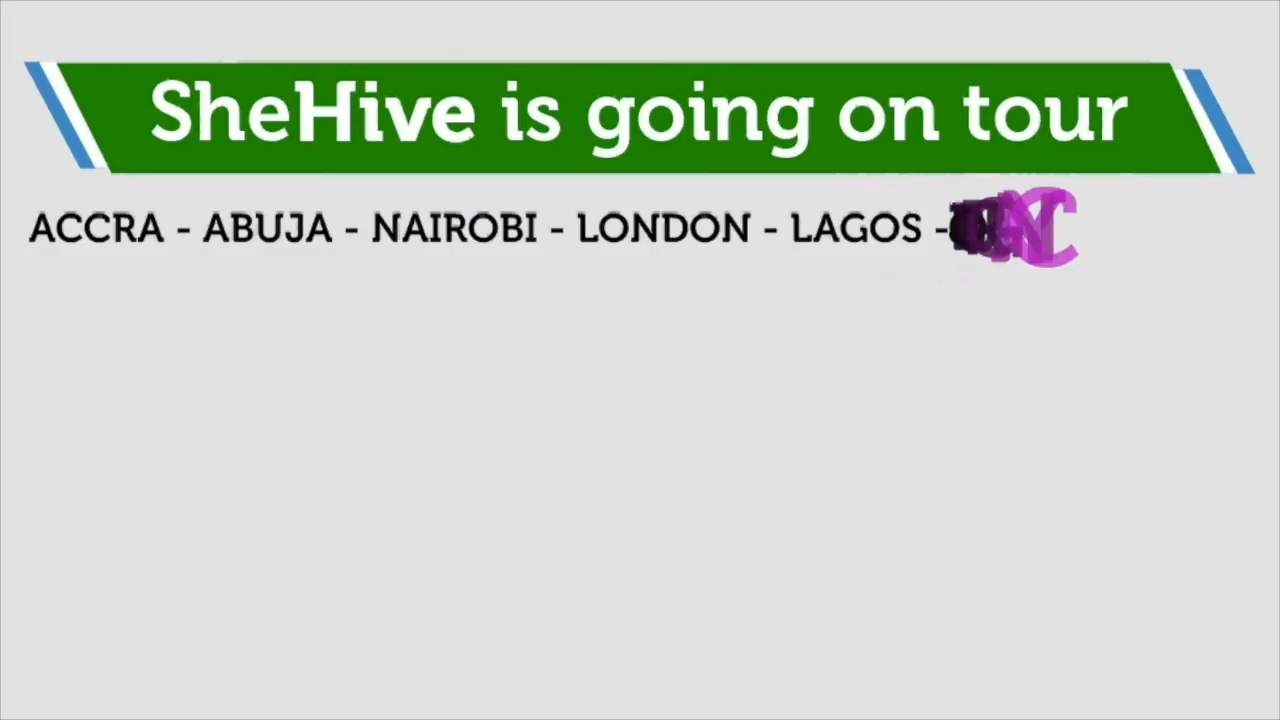 SheHive is going on tour
ACCRA - ABUJA - NAIROBI - LONDON - LAGOS -